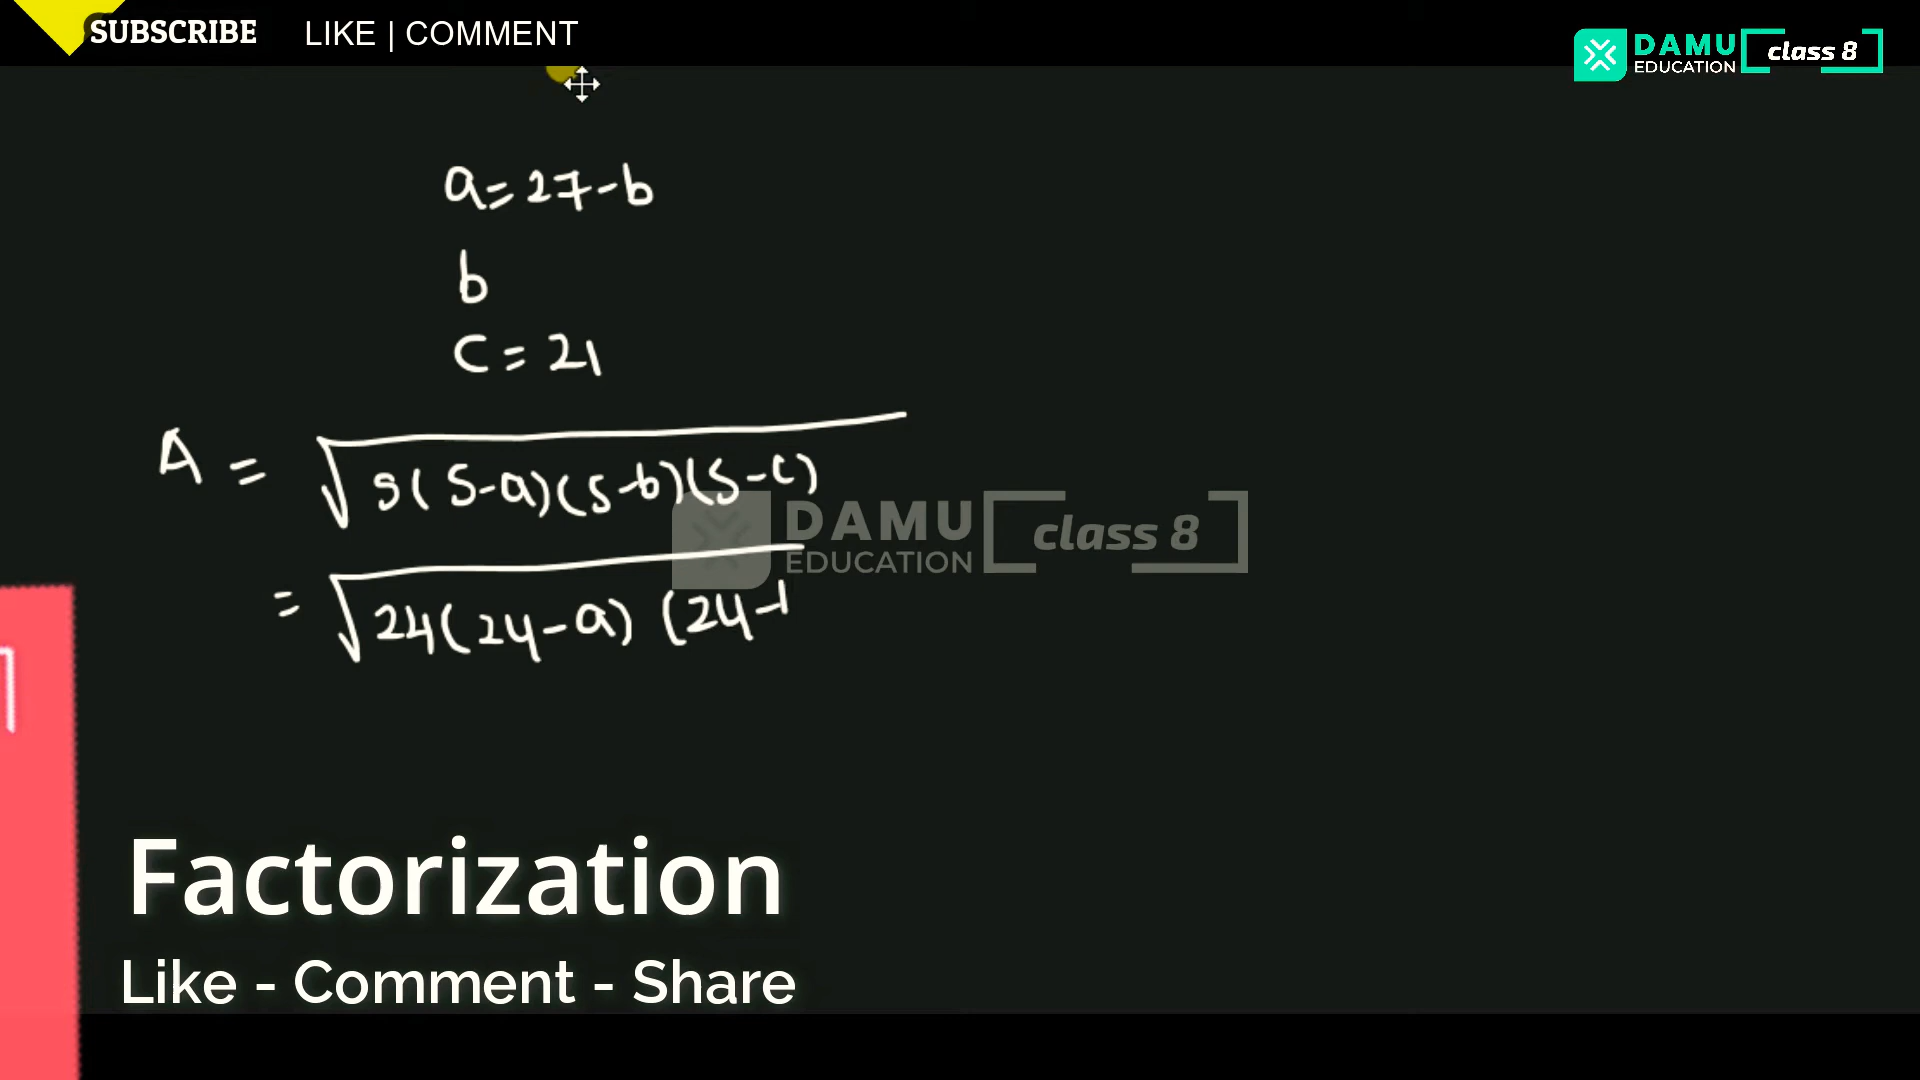 SUBSCRIBE LIKE | COMMENT
DAMU EDUCATION class 8
a = 27 - b
b
c = 21
A = √s(s-a)(s-b)(s-c)
DAMU EDUCATION class 8
= √24(24-a) (24-
Factorization
Like - Comment - Share